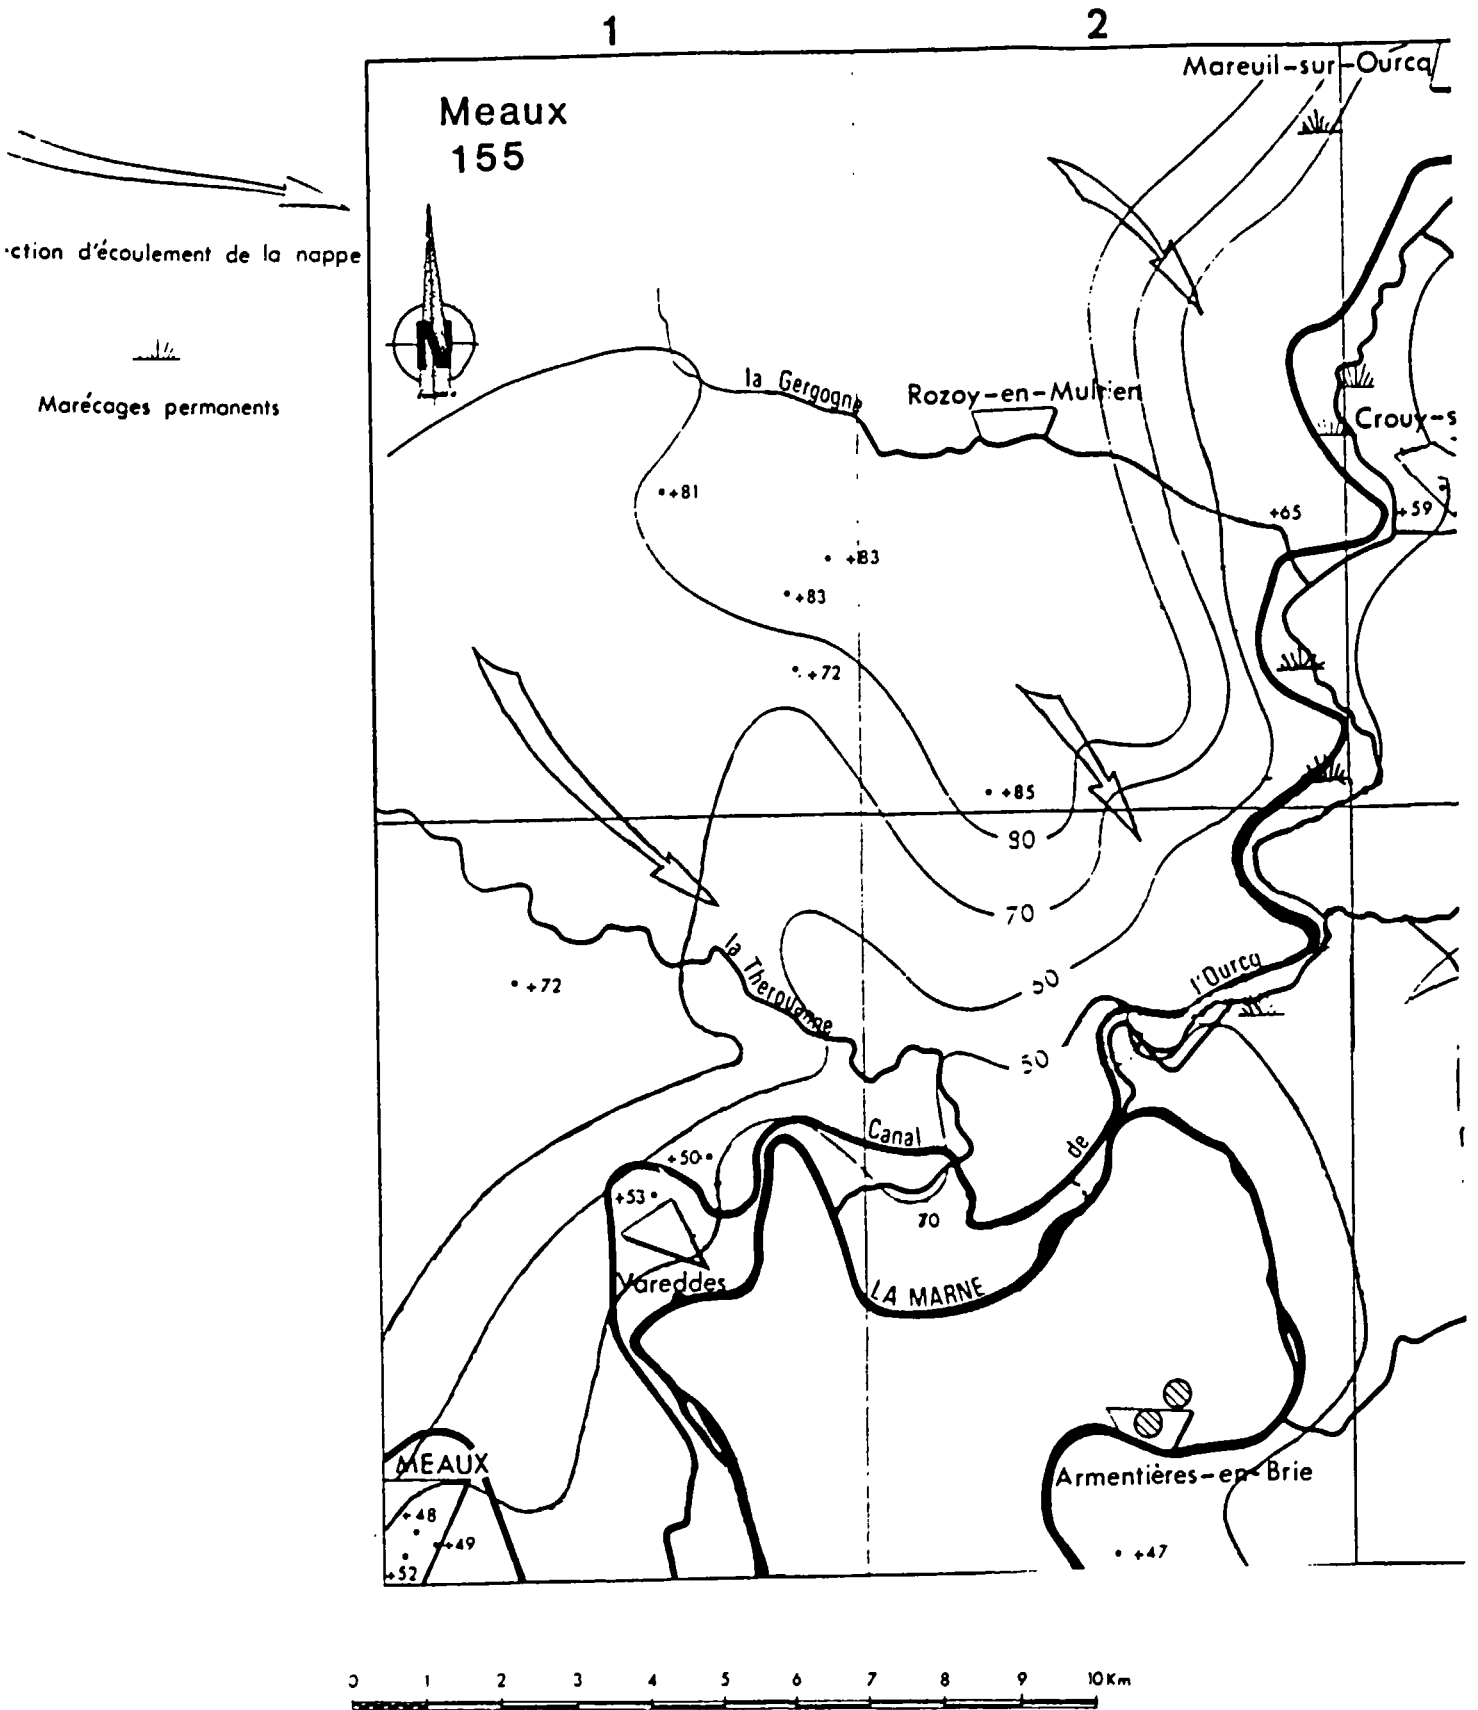 1 2
Mareuil-sur-Ourcq
Meaux
155
ction d'écoulement de la nappe
N
Marécages permanents
la Gergogne
Rozoy-en-Multien
Crouy-s
+81
+65
+59
+83
+83
+72
+85
80
70
la Therouanne
+72
50
l'Ourcq
50
Canal
de
+50
+53
70
Vareddes
LA MARNE
MEAUX
Armentières-en-Brie
+48
+49
+47
+52
0 1 2 3 4 5 6 7 8 9 10 Km